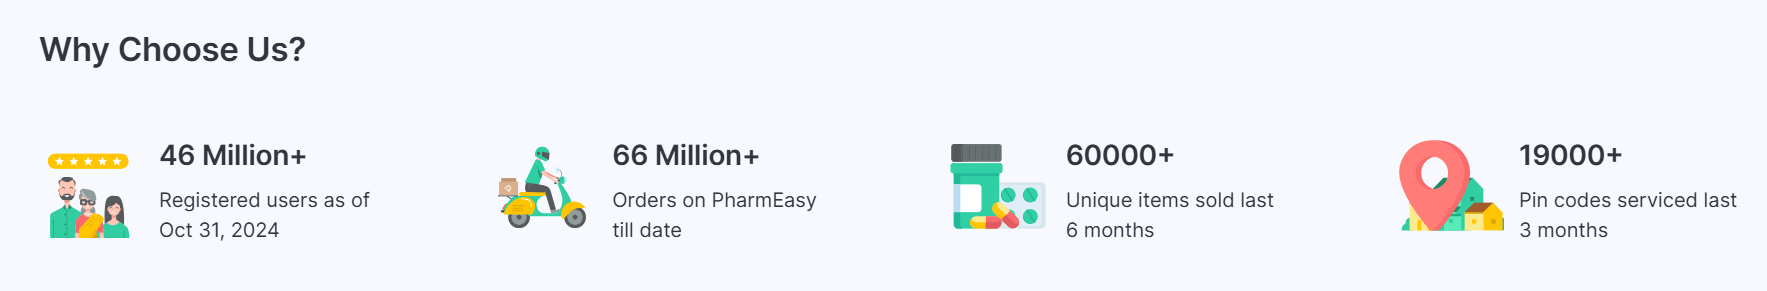 Why Choose Us?
46 Million+
Registered users as of
Oct 31, 2024
66 Million+
Orders on PharmEasy
till date
60000+
Unique items sold last
6 months
19000+
Pin codes serviced last
3 months